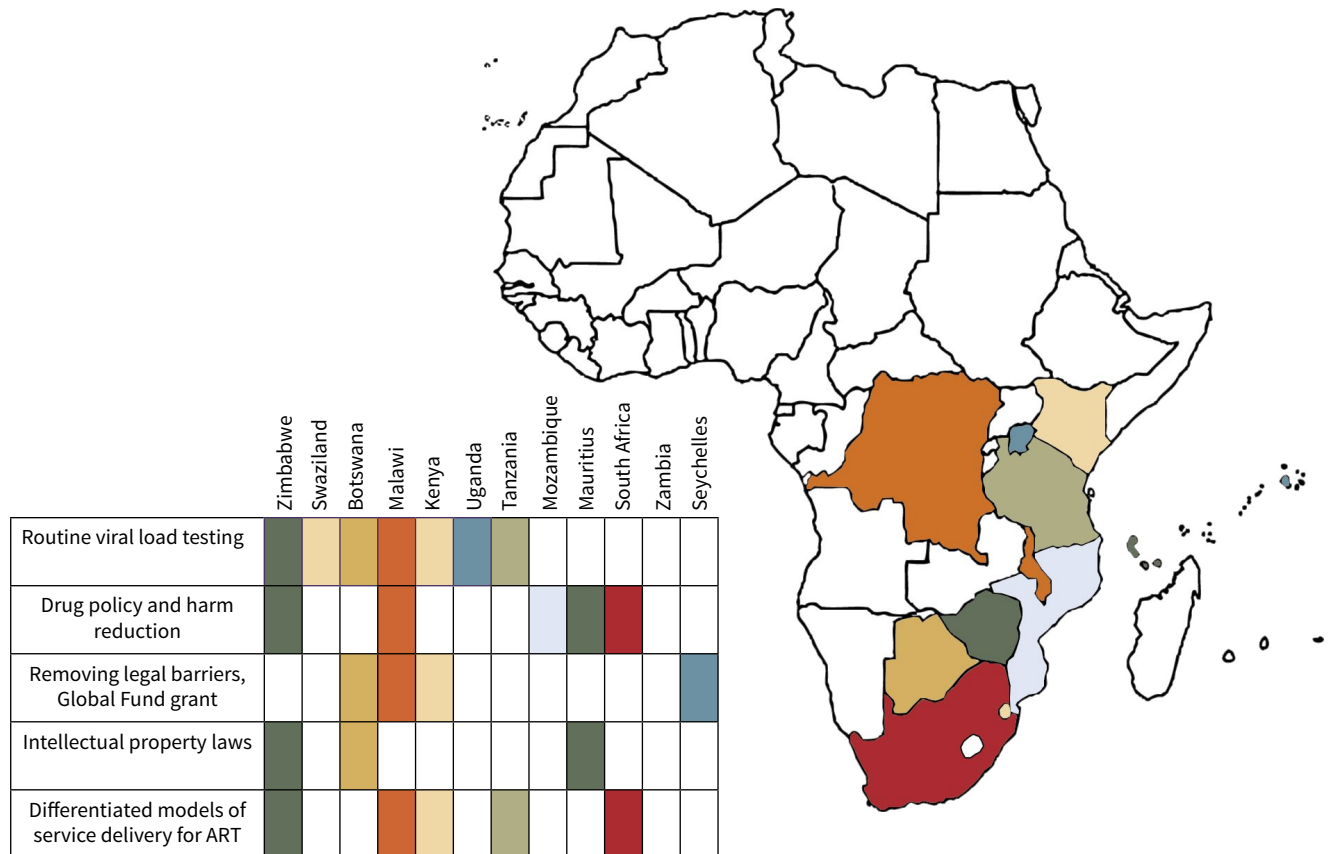 Zimbabwe
Swaziland
Botswana
Malawi
Kenya
Uganda
Tanzania
Mozambique
Mauritius
South Africa
Zambia
Seychelles
Routine viral load testing
Drug policy and harm
reduction
Removing legal barriers,
Global Fund grant
Intellectual property laws
Differentiated models of
service delivery for ART